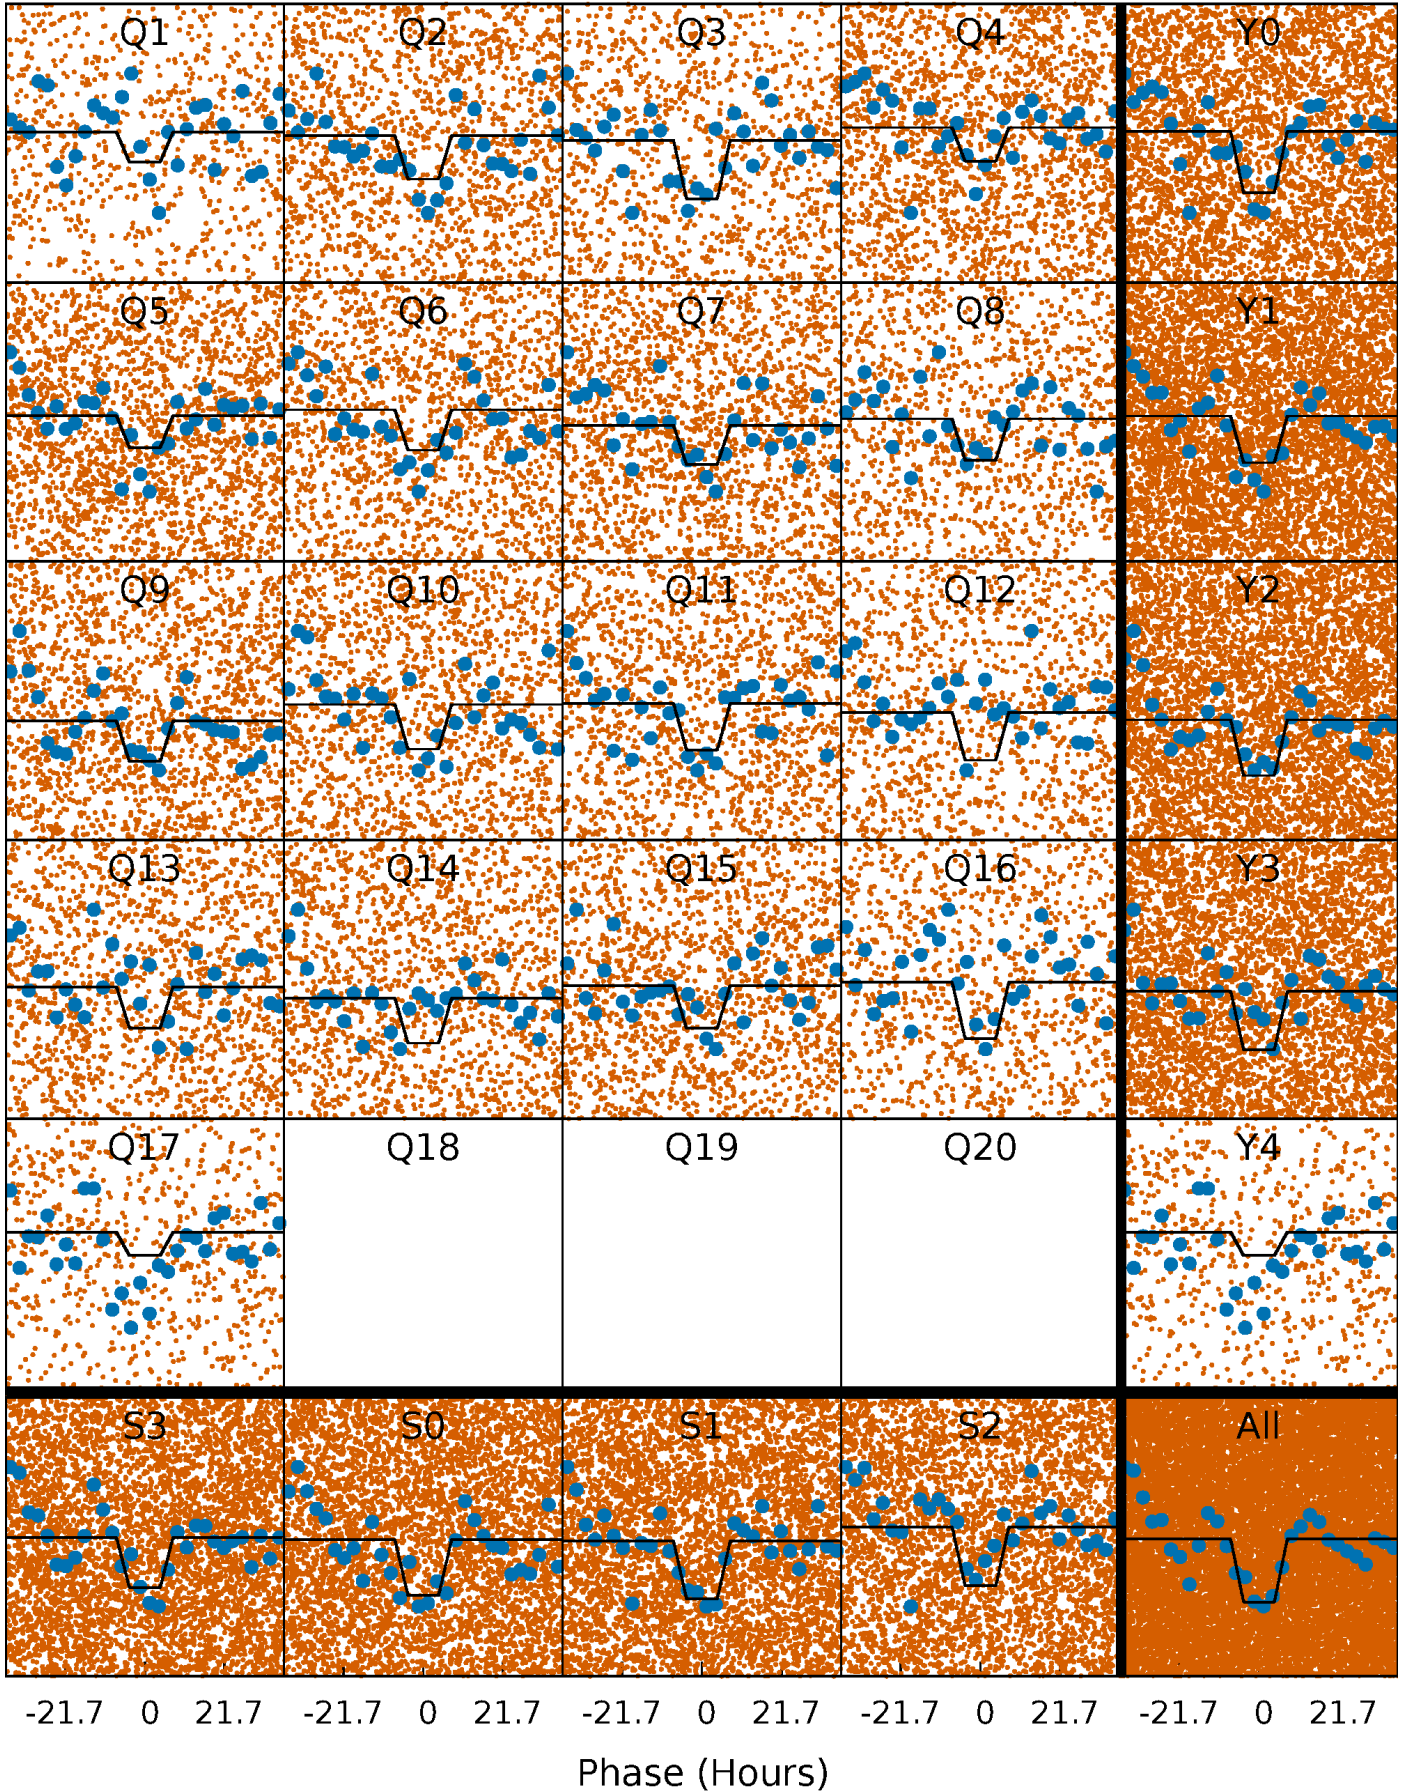 Q1 Q2 Q3 Q4 Y0
Q5 Q6 Q7 Q8 Y1
Q9 Q10 Q11 Q12 Y2
Q13 Q14 Q15 Q16 Y3
Q17 Q18 Q19 Q20 Y4
S3 S0 S1 S2 All
-21.7 0 21.7 -21.7 0 21.7 -21.7 0 21.7 -21.7 0 21.7 -21.7 0 21.7
Phase (Hours)